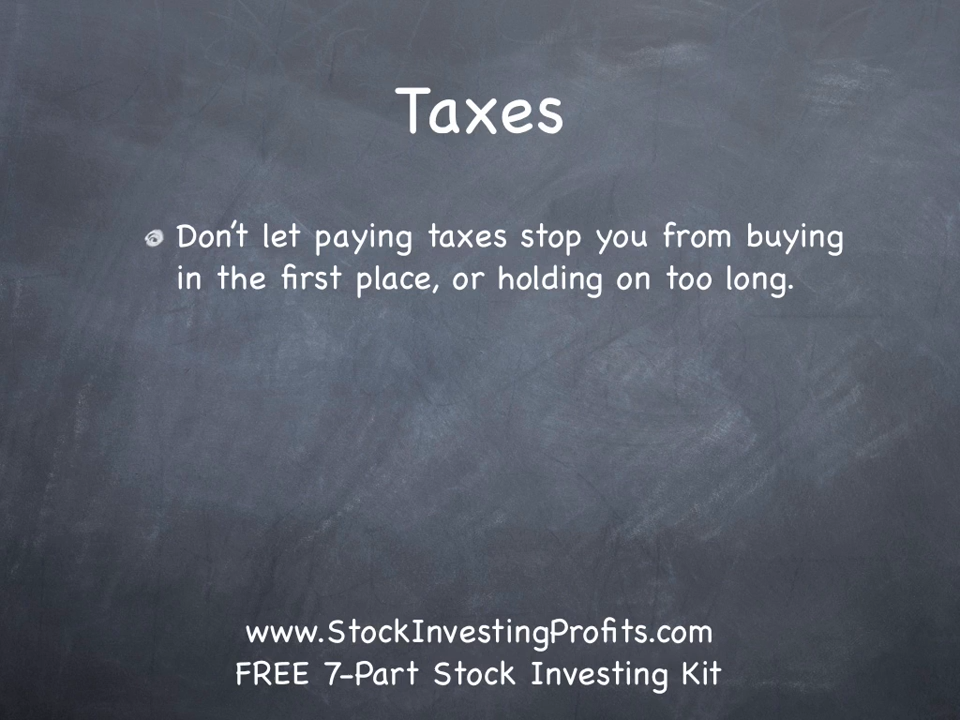 Taxes
Don't let paying taxes stop you from buying
in the first place, or holding on too long.
www.StockInvestingProfits.com
FREE 7-Part Stock Investing Kit